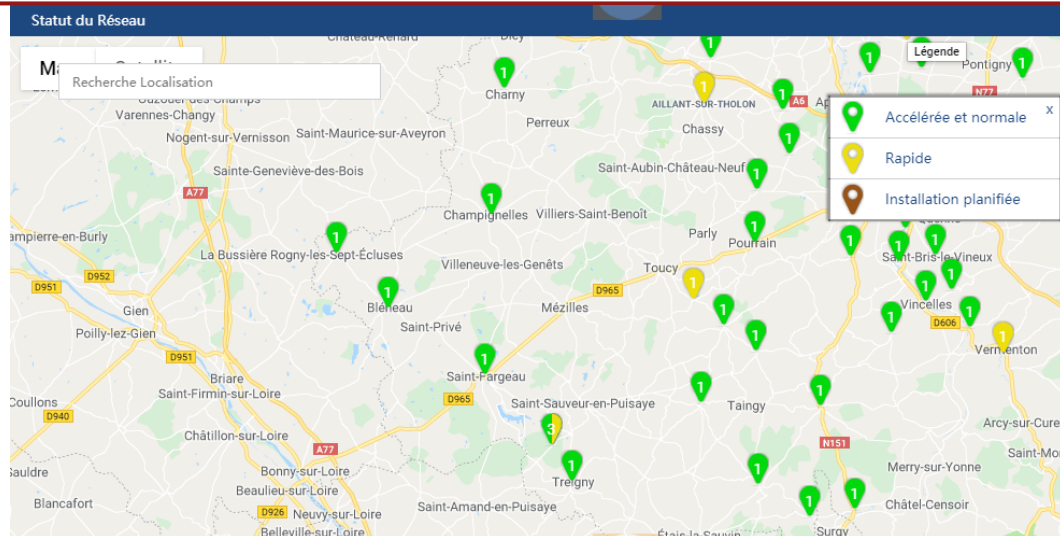 Statut du Réseau
Dicy
Légende
Recherche Localisation
Charny
Pontigny
N77
AILLANT-SUR-THOLON
A6
Varennes-Changy
Perreux
Chassy
Accélérée et normale
x
Nogent-sur-Vernisson
Saint-Maurice-sur-Aveyron
Rapide
Sainte-Geneviève-des-Bois
Saint-Aubin-Château-Neuf
A77
Installation planifiée
Champignelles
Villiers-Saint-Benoît
Parly
Pourrain
ampierre-en-Burly
La Bussière
Rogny-les-Sept-Écluses
Saint-Bris-le-Vineux
Villeneuve-les-Genêts
Toucy
D952
D951
D965
Gien
Bléneau
Mézilles
Vincelles
Poilly-lez-Gien
Saint-Privé
D606
Vermenton
D951
Briare
Saint-Fargeau
Saint-Firmin-sur-Loire
D965
Saint-Sauveur-en-Puisaye
Taingy
Coullons
D940
Arcy-sur-Cure
Châtillon-sur-Loire
3
A77
N151
Saint-Mo
Sauldre
Bonny-sur-Loire
Merry-sur-Yonne
Beaulieu-sur-Loire
Treigny
Blancafort
D926
Neuvy-sur-Loire
Saint-Amand-en-Puisaye
Châtel-Censoir
Belleville-sur-Loire
Étais-la-Sauvin
Surgy